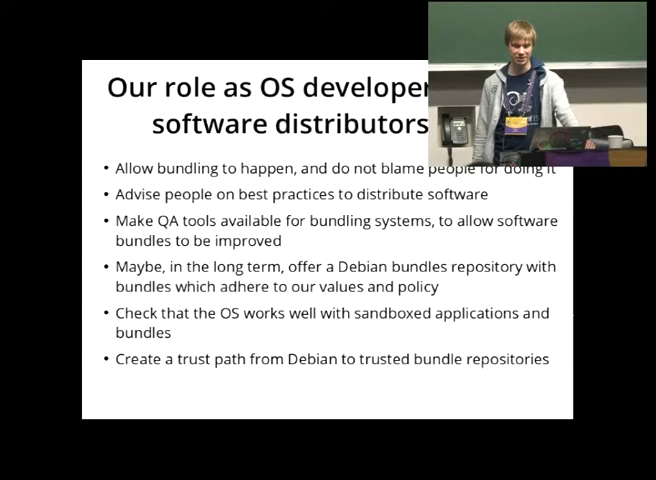 Our role as OS developer
software distributors
• Allow bundling to happen, and do not blame people for doing it
• Advise people on best practices to distribute software
• Make QA tools available for bundling systems, to allow software
bundles to be improved
• Maybe, in the long term, offer a Debian bundles repository with
bundles which adhere to our values and policy
• Check that the OS works well with sandboxed applications and
bundles
• Create a trust path from Debian to trusted bundle repositories